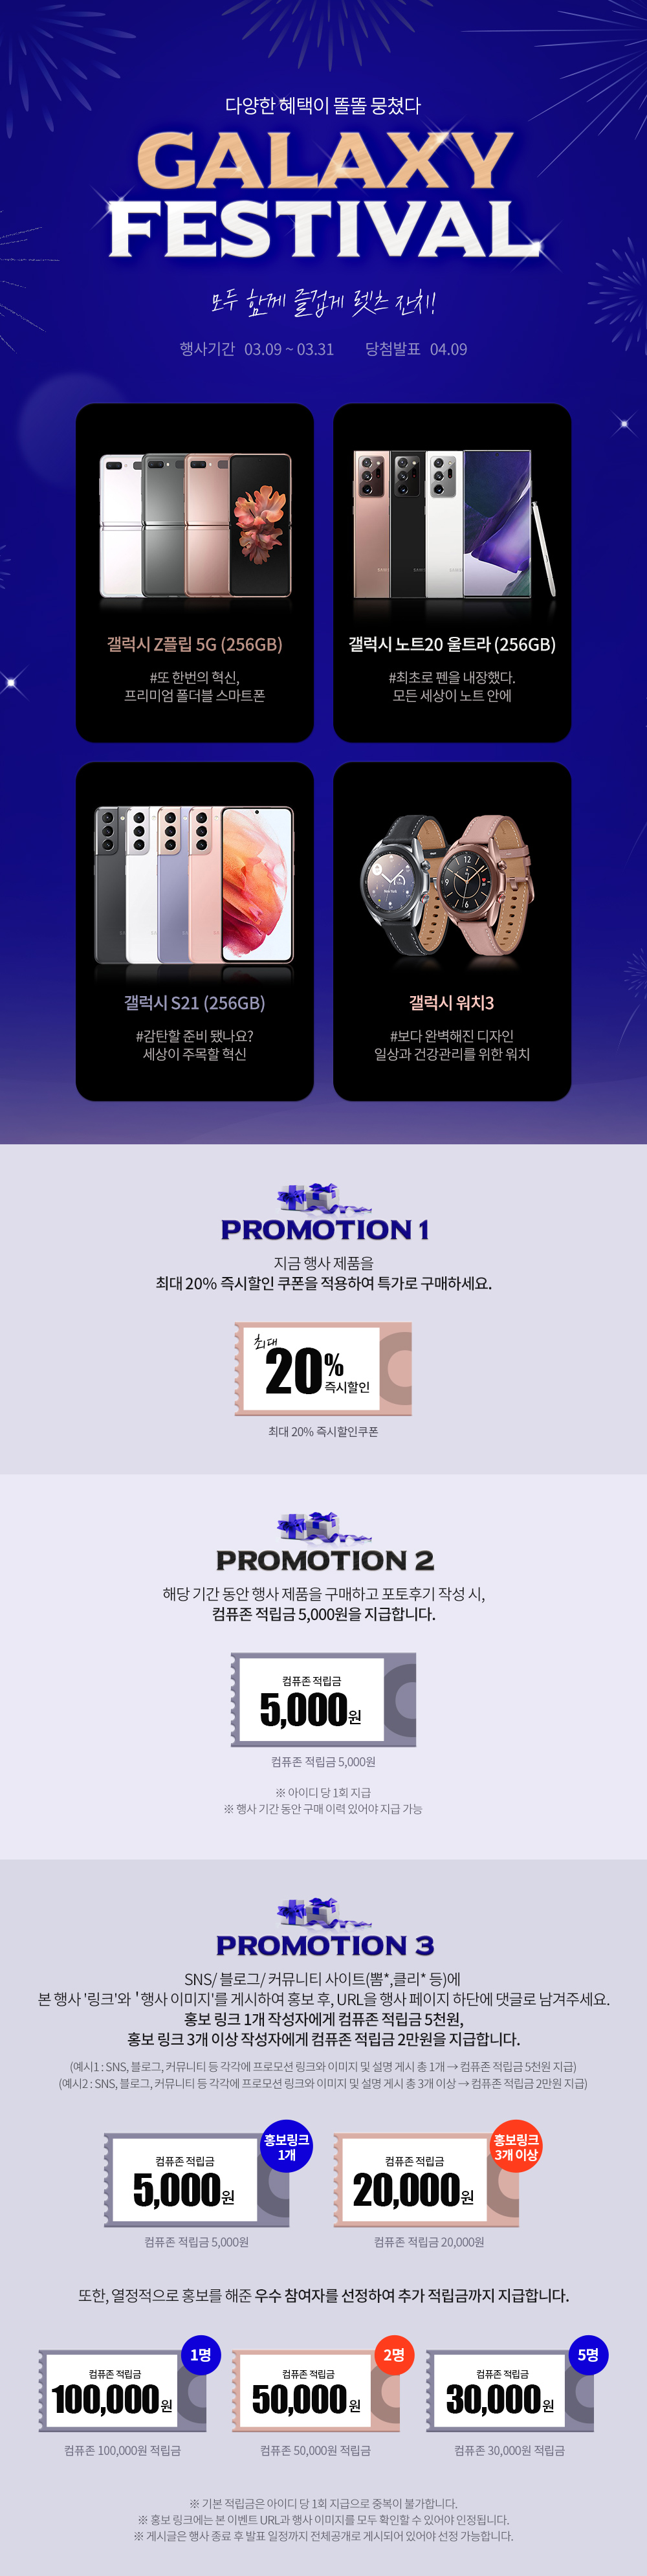 다양한 혜택이 똘똘 뭉쳤다
GALAXY
FESTIVAL
모두 함께 즐겁게 렛츠 잔치!
행사기간 03.09 ~ 03.31 당첨발표 04.09
갤럭시 Z플립 5G (256GB)
#또 한번의 혁신,
프리미엄 폴더블 스마트폰
갤럭시 노트20 울트라 (256GB)
#최초로 펜을 내장했다.
모든 세상이 노트 안에
갤럭시 S21 (256GB)
#감탄할 준비 됐나요?
세상이 주목할 혁신
갤럭시 워치3
#보다 완벽해진 디자인
일상과 건강관리를 위한 워치
PROMOTION 1
지금 행사 제품을
최대 20% 즉시할인 쿠폰을 적용하여 특가로 구매하세요.
최대
20%
즉시할인
최대 20% 즉시할인쿠폰
PROMOTION 2
해당 기간 동안 행사 제품을 구매하고 포토후기 작성 시,
컴퓨존 적립금 5,000원을 지급합니다.
컴퓨존 적립금
5,000원
컴퓨존 적립금 5,000원
※ 아이디 당 1회 지급
※ 행사 기간 동안 구매 이력 있어야 지급 가능
PROMOTION 3
SNS/ 블로그/ 커뮤니티 사이트(뽐*,클리* 등)에
본 행사 '링크'와 '행사 이미지'를 게시하여 홍보 후, URL을 행사 페이지 하단에 댓글로 남겨주세요.
홍보 링크 1개 작성자에게 컴퓨존 적립금 5천원,
홍보 링크 3개 이상 작성자에게 컴퓨존 적립금 2만원을 지급합니다.
(예시1 : SNS, 블로그, 커뮤니티 등 각각에 프로모션 링크와 이미지 및 설명 게시 총 1개 → 컴퓨존 적립금 5천원 지급)
(예시2 : SNS, 블로그, 커뮤니티 등 각각에 프로모션 링크와 이미지 및 설명 게시 총 3개 이상 → 컴퓨존 적립금 2만원 지급)
홍보링크
1개
컴퓨존 적립금
5,000원
컴퓨존 적립금 5,000원
홍보링크
3개 이상
컴퓨존 적립금
20,000원
컴퓨존 적립금 20,000원
또한, 열정적으로 홍보를 해준 우수 참여자를 선정하여 추가 적립금까지 지급합니다.
1명
컴퓨존 적립금
100,000원
컴퓨존 100,000원 적립금
2명
컴퓨존 적립금
50,000원
컴퓨존 50,000원 적립금
5명
컴퓨존 적립금
30,000원
컴퓨존 30,000원 적립금
※ 기본 적립금은 아이디 당 1회 지급으로 중복이 불가합니다.
※ 홍보 링크에는 본 이벤트 URL과 행사 이미지를 모두 확인할 수 있어야 인정됩니다.
※ 게시글은 행사 종료 후 발표 일정까지 전체공개로 게시되어 있어야 선정 가능합니다.